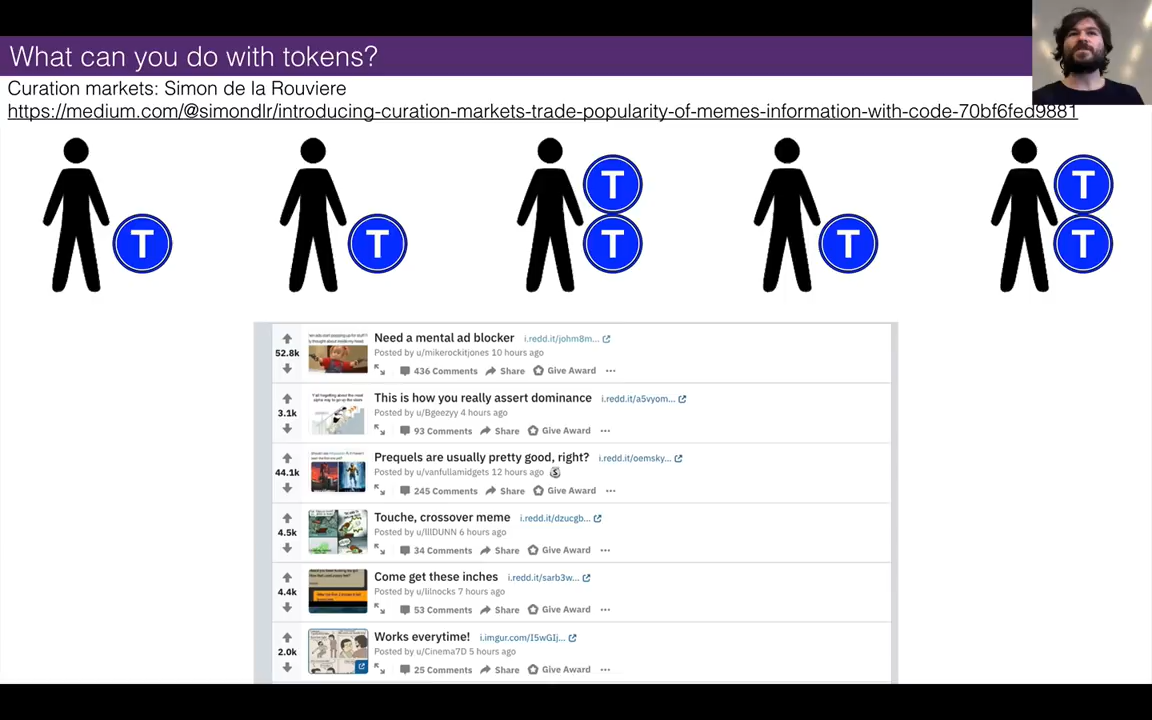 What can you do with tokens?
Curation markets: Simon de la Rouviere
https://medium.com/@simondlr/introducing-curation-markets-trade-popularity-of-memes-information-with-code-70bf6fed9881
T T T T T
T T
Need a mental ad blocker i.redd.it/johm8m...
52.8k
Posted by u/mikerockitjones 10 hours ago
436 Comments Share Give Award ...
This is how you really assert dominance i.redd.it/a5vyom...
3.1k
Posted by u/Bgeezyy 4 hours ago
93 Comments Share Give Award ...
Prequels are usually pretty good, right? i.redd.it/oemsky...
44.1k
Posted by u/vanfullamidgets 12 hours ago
245 Comments Share Give Award ...
Touche, crossover meme i.redd.it/dzucgb...
4.5k
Posted by u/lllDUNN 6 hours ago
34 Comments Share Give Award ...
Come get these inches i.redd.it/sarb3w...
4.4k
Posted by u/lilnocks 7 hours ago
53 Comments Share Give Award ...
Works everytime! i.imgur.com/I5wGIj...
2.0k
Posted by u/Cinema7D 5 hours ago
25 Comments Share Give Award ...